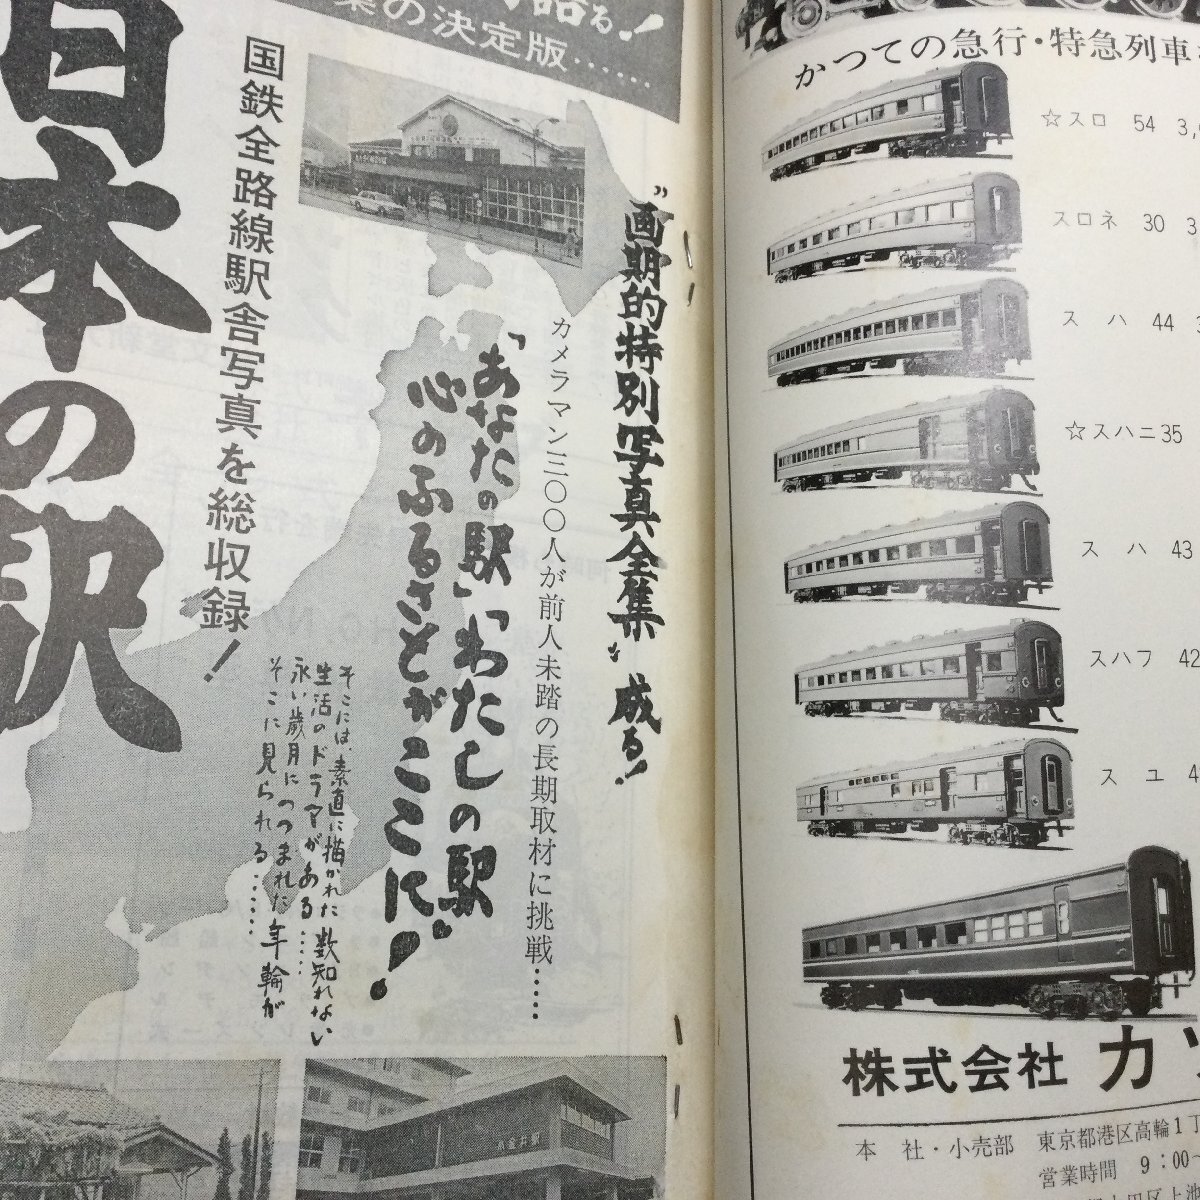 語る!
集の決定版……
日本の駅
国鉄全路線駅舎写真を総収録!
〝画期的特別写真全集〟成る!
カメラマン三〇〇人が前人未踏の長期取材に挑戦……
「あなたの駅」「わたしの駅」
心のふるさとがここに!
そこには、素直に描かれた数知れない
生活のドラマがある……
永い歳月につつまれた年輪が
そこに見られる……
小金井駅
かつての急行・特急列車
☆スロ 54 3,
スロネ 30 3
スハ 44 3
☆スハニ 35
スハ 43
スハフ 42
スユ 4
株式会社 カツ
本 社・小売部 東京都港区高輪1丁
営業時間 9:00~